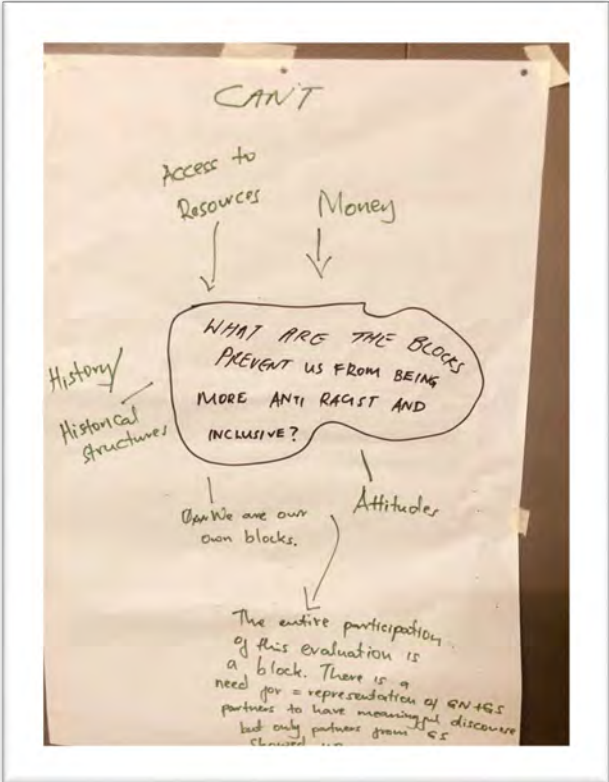 CAN'T
Access to
Resources
Money
WHAT ARE THE BLOCKS
PREVENT US FROM BEING
MORE ANTI RACIST AND
INCLUSIVE?
History/
Historical
structures
We are our
own blocks.
Attitudes
The entire participation
of this evaluation is
a block. There is a
need for = representation of GN+GS
partners to have meaningful discourse
but only partners from GS
showed up